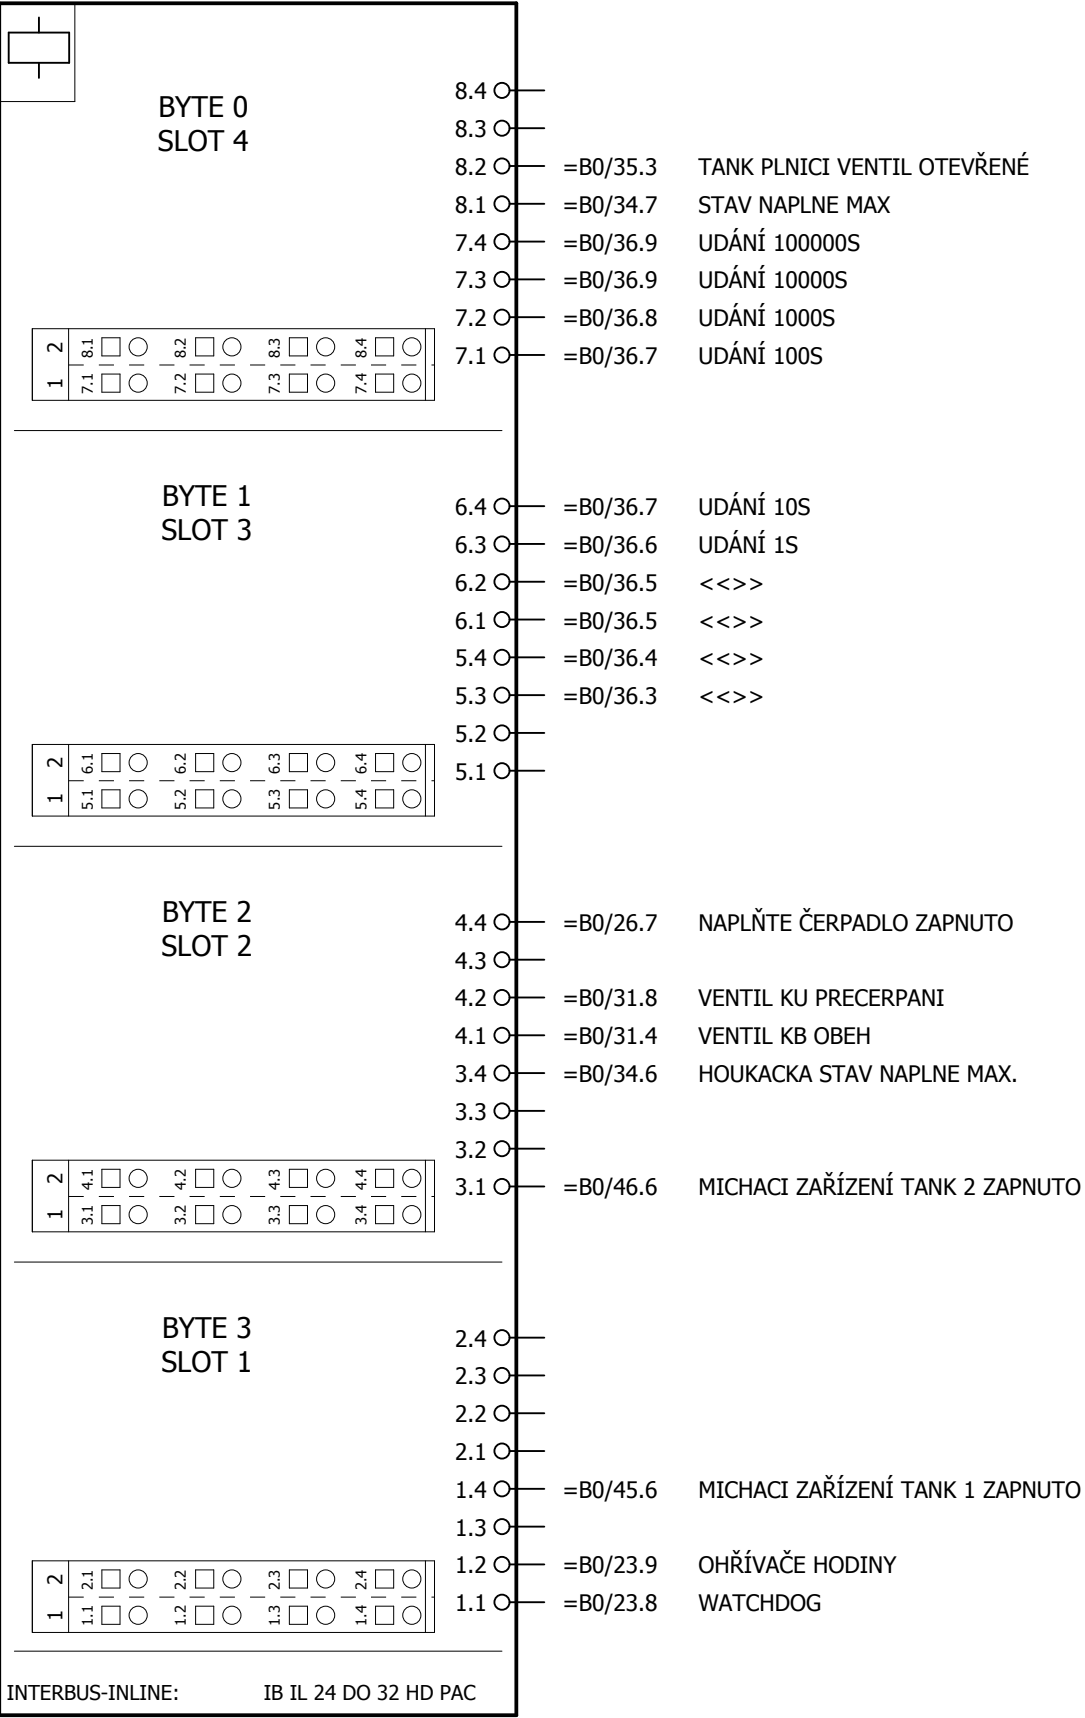 BYTE 0
SLOT 4
8.4
8.3
8.2 =B0/35.3 TANK PLNICI VENTIL OTEVŘENÉ
8.1 =B0/34.7 STAV NAPLNE MAX
7.4 =B0/36.9 UDÁNÍ 100000S
7.3 =B0/36.9 UDÁNÍ 10000S
7.2 =B0/36.8 UDÁNÍ 1000S
7.1 =B0/36.7 UDÁNÍ 100S
2 8.1 8.2 8.3 8.4
1 7.1 7.2 7.3 7.4
BYTE 1
SLOT 3
6.4 =B0/36.7 UDÁNÍ 10S
6.3 =B0/36.6 UDÁNÍ 1S
6.2 =B0/36.5 <<>>
6.1 =B0/36.5 <<>>
5.4 =B0/36.4 <<>>
5.3 =B0/36.3 <<>>
5.2
5.1
2 6.1 6.2 6.3 6.4
1 5.1 5.2 5.3 5.4
BYTE 2
SLOT 2
4.4 =B0/26.7 NAPLŇTE ČERPADLO ZAPNUTO
4.3
4.2 =B0/31.8 VENTIL KU PRECERPANI
4.1 =B0/31.4 VENTIL KB OBEH
3.4 =B0/34.6 HOUKACKA STAV NAPLNE MAX.
3.3
3.2
3.1 =B0/46.6 MICHACI ZAŘÍZENÍ TANK 2 ZAPNUTO
2 4.1 4.2 4.3 4.4
1 3.1 3.2 3.3 3.4
BYTE 3
SLOT 1
2.4
2.3
2.2
2.1
1.4 =B0/45.6 MICHACI ZAŘÍZENÍ TANK 1 ZAPNUTO
1.3
1.2 =B0/23.9 OHŘÍVAČE HODINY
1.1 =B0/23.8 WATCHDOG
2 2.1 2.2 2.3 2.4
1 1.1 1.2 1.3 1.4
INTERBUS-INLINE: IB IL 24 DO 32 HD PAC